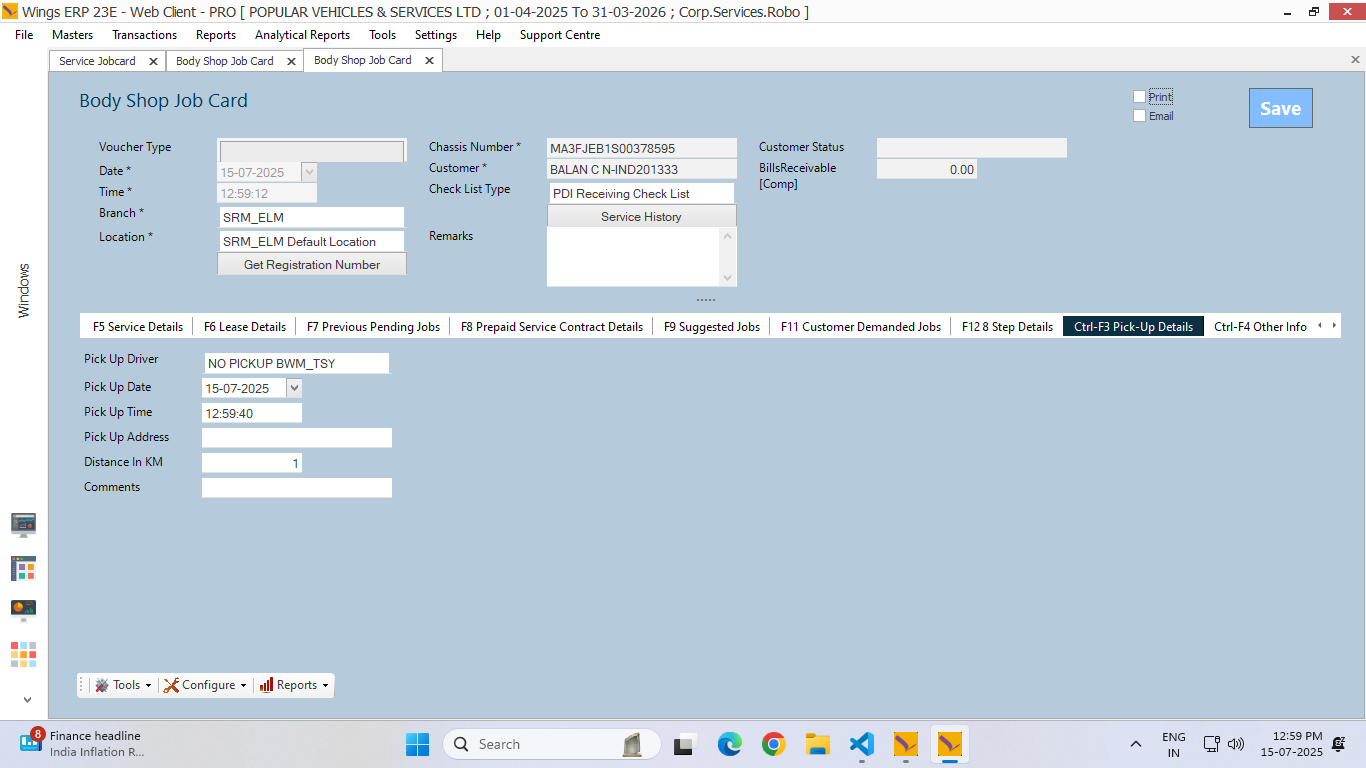 Wings ERP 23E - Web Client - PRO [ POPULAR VEHICLES & SERVICES LTD ; 01-04-2025 To 31-03-2026 ; Corp.Services.Robo ]
File Masters Transactions Reports Analytical Reports Tools Settings Help Support Centre
Service Jobcard Body Shop Job Card Body Shop Job Card
Body Shop Job Card
Print
Email
Save
Voucher Type
Date *
15-07-2025
Time *
12:59:12
Branch *
SRM_ELM
Location *
SRM_ELM Default Location
Get Registration Number
Chassis Number *
MA3FJEB1S00378595
Customer *
BALAN C N-IND201333
Check List Type
PDI Receiving Check List
Service History
Remarks
Customer Status
BillsReceivable
[Comp]
0.00
Windows
F5 Service Details F6 Lease Details F7 Previous Pending Jobs F8 Prepaid Service Contract Details F9 Suggested Jobs F11 Customer Demanded Jobs F12 8 Step Details Ctrl-F3 Pick-Up Details Ctrl-F4 Other Info
Pick Up Driver
NO PICKUP BWM_TSY
Pick Up Date
15-07-2025
Pick Up Time
12:59:40
Pick Up Address
Distance In KM
1
Comments
Tools Configure Reports
8
Finance headline
India Inflation R...
Search
ENG
IN
12:59 PM
15-07-2025